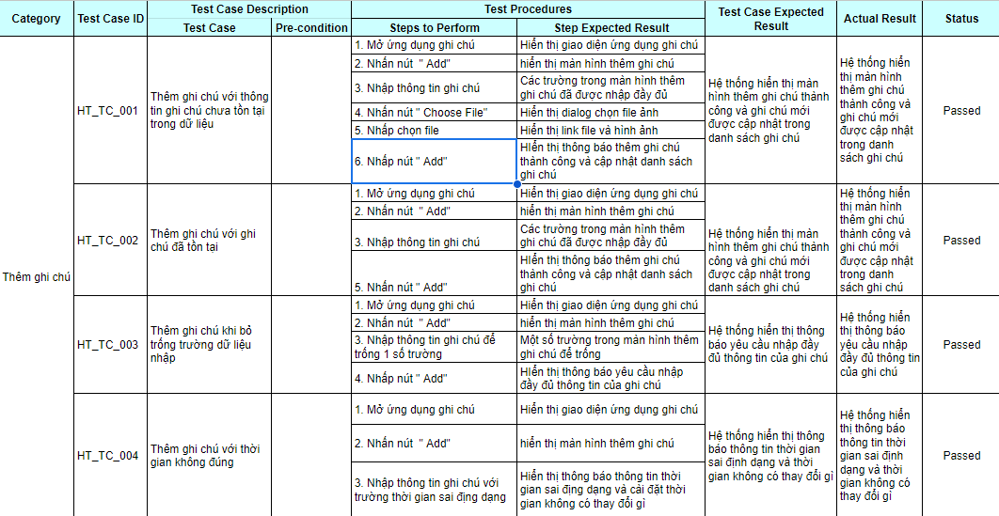 Category
Test Case ID
Test Case Description
Test Procedures
Test Case Expected
Result
Actual Result
Status
Test Case
Pre-condition
Steps to Perform
Step Expected Result
Thêm ghi chú
HT_TC_001
Thêm ghi chú với thông
tin ghi chú chưa tồn tại
trong dữ liệu
1. Mở ứng dụng ghi chú
Hiển thị giao diện ứng dụng ghi chú
2. Nhấn nút  " Add"
hiển thị màn hình thêm ghi chú
3. Nhập thông tin ghi chú
Các trường trong màn hình thêm
ghi chú đã được nhập đầy đủ
4. Nhấn nút " Choose File"
Hiển thị dialog chọn file ảnh
5. Nhấp chọn file
Hiển thị link file và hình ảnh
6. Nhấp nút " Add"
HIển thị thông báo thêm ghi chú
thành công và cập nhật danh sách
ghi chú
Hệ thống hiển thị màn
hình thêm ghi chú thành
công và ghi chú mới
được cập nhật trong
danh sách ghi chú
Hệ thống hiển
thị màn hình
thêm ghi chú
thành công và
ghi chú mới
được cập nhật
trong danh
sách ghi chú
Passed
HT_TC_002
Thêm ghi chú với ghi
chú đã tồn tại
1. Mở ứng dụng ghi chú
Hiển thị giao diện ứng dụng ghi chú
2. Nhấn nút  " Add"
hiển thị màn hình thêm ghi chú
3. Nhập thông tin ghi chú
Các trường trong màn hình thêm
ghi chú đã được nhập đầy đủ
5. Nhấn nút " Add"
HIển thị thông báo thêm ghi chú
thành công và cập nhật danh sách
ghi chú
Hệ thống hiển thị màn
hình thêm ghi chú thành
công và ghi chú mới
được cập nhật trong
danh sách ghi chú
Hệ thống hiển
thị màn hình
thêm ghi chú
thành công và
ghi chú mới
được cập nhật
trong danh
sách ghi chú
Passed
HT_TC_003
Thêm ghi chú khi bỏ
trống trường dữ liệu
nhập
1. Mở ứng dụng ghi chú
Hiển thị giao diện ứng dụng ghi chú
2. Nhấn nút  " Add"
hiển thị màn hình thêm ghi chú
3. Nhập thông tin ghi chú để
trống 1 số trường
Một số trường trong màn hình thêm
ghi chú để trống
4. Nhấp nút " Add"
HIển thị thông báo yêu cầu nhập
đầy đủ thông tin của ghi chú
Hệ thống hiển thị thông
báo yêu cầu nhập đầy
đủ thông tin của ghi chú
Hệ thống hiển
thị thông báo
yêu cầu nhập
đầy đủ thông tin
của ghi chú
Passed
HT_TC_004
Thêm ghi chú với thời
gian không đúng
1. Mở ứng dụng ghi chú
Hiển thị giao diện ứng dụng ghi chú
2. Nhấn nút  " Add"
hiển thị màn hình thêm ghi chú
3. Nhập thông tin ghi chú với
trường thời gian sai địng dạng
Hiển thị thông báo thông tin thời
gian sai địng dạng và cài đặt thời
gian không có thay đổi gì
Hệ thống hiển thị thông
báo thông tin thời gian
sai định dạng và thời
gian không có thay đổi gì
Hệ thống hiển
thị thông báo
thông tin thời
gian sai định
dạng và thời
gian không có
thay đổi gì
Passed